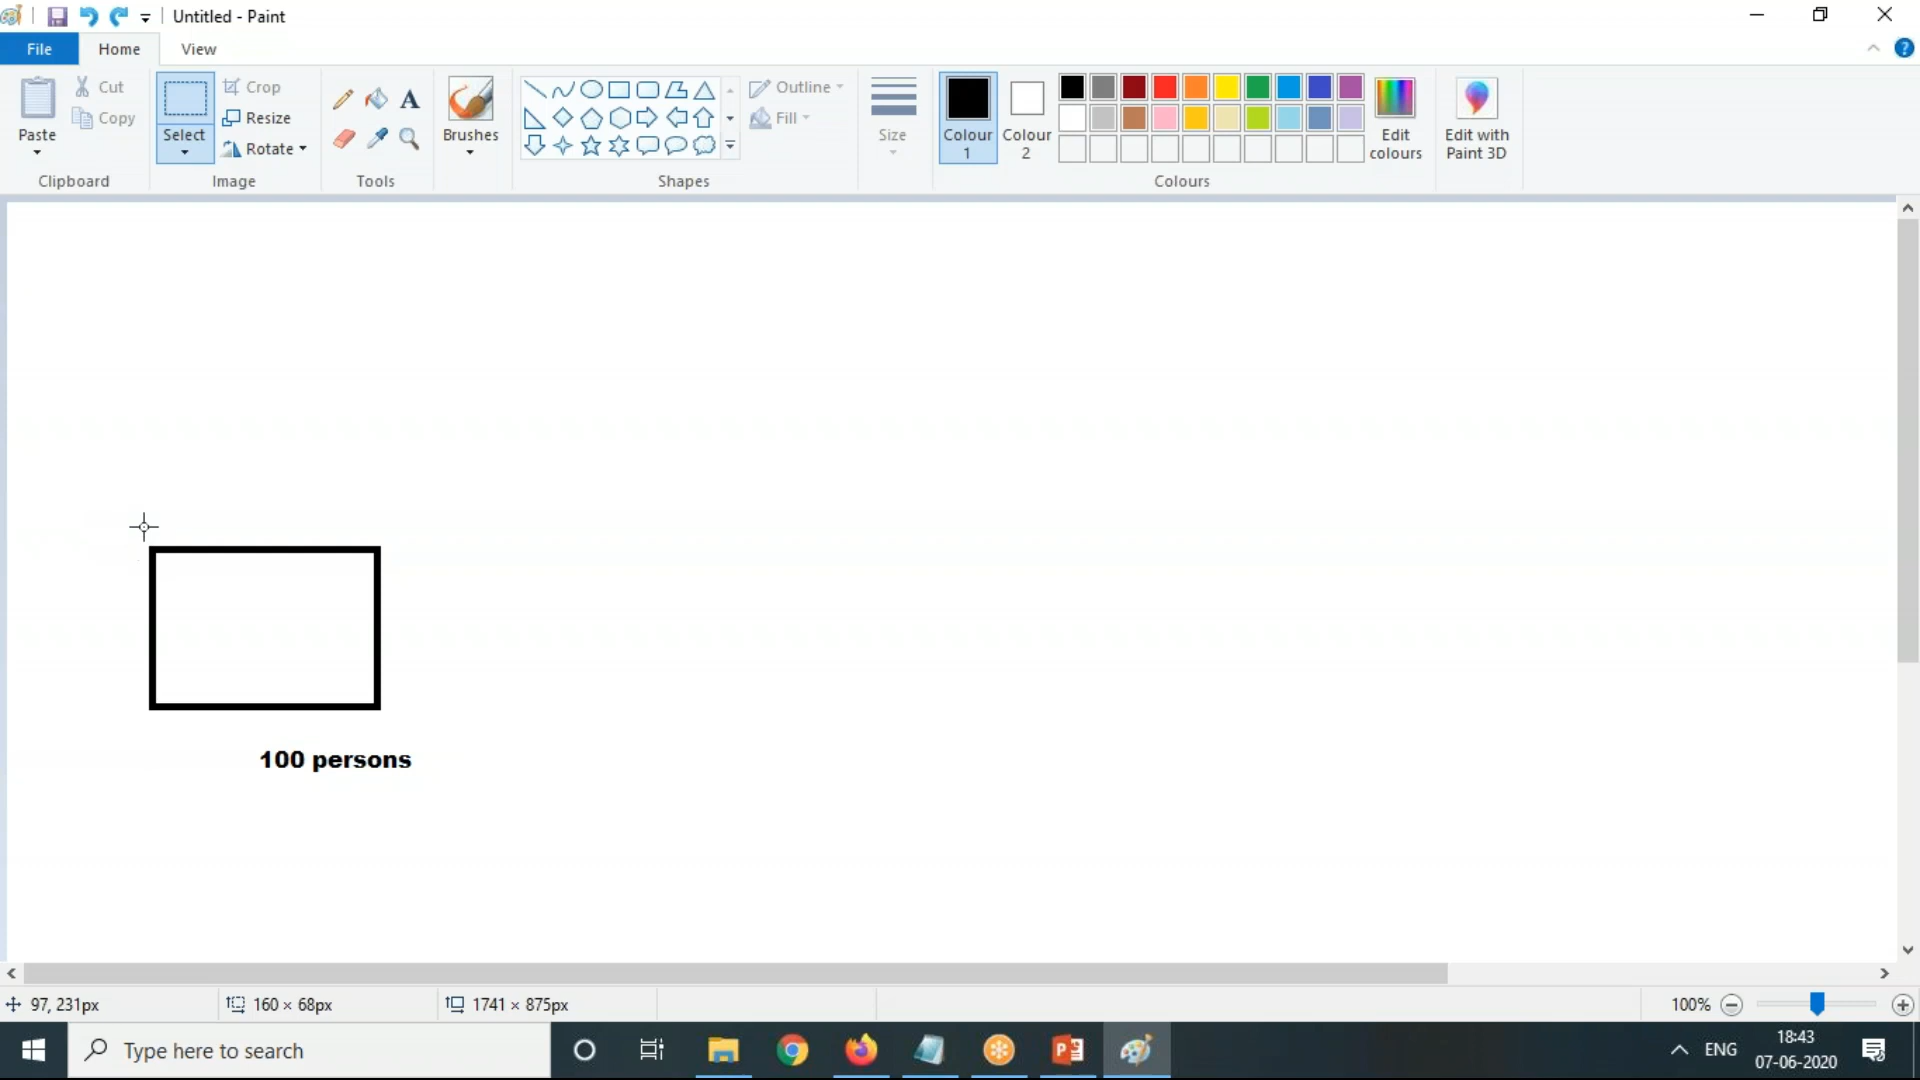 Untitled - Paint
File Home View
Paste
Cut
Copy
Clipboard
Select
Crop
Resize
Rotate
Image
A
Tools
Brushes
Shapes
Outline
Fill
Size
Colour 1
Colour 2
Edit colours
Colours
Edit with Paint 3D
100 persons
97, 231px
160 × 68px
1741 × 875px
100%
Type here to search
ENG
18:43
07-06-2020